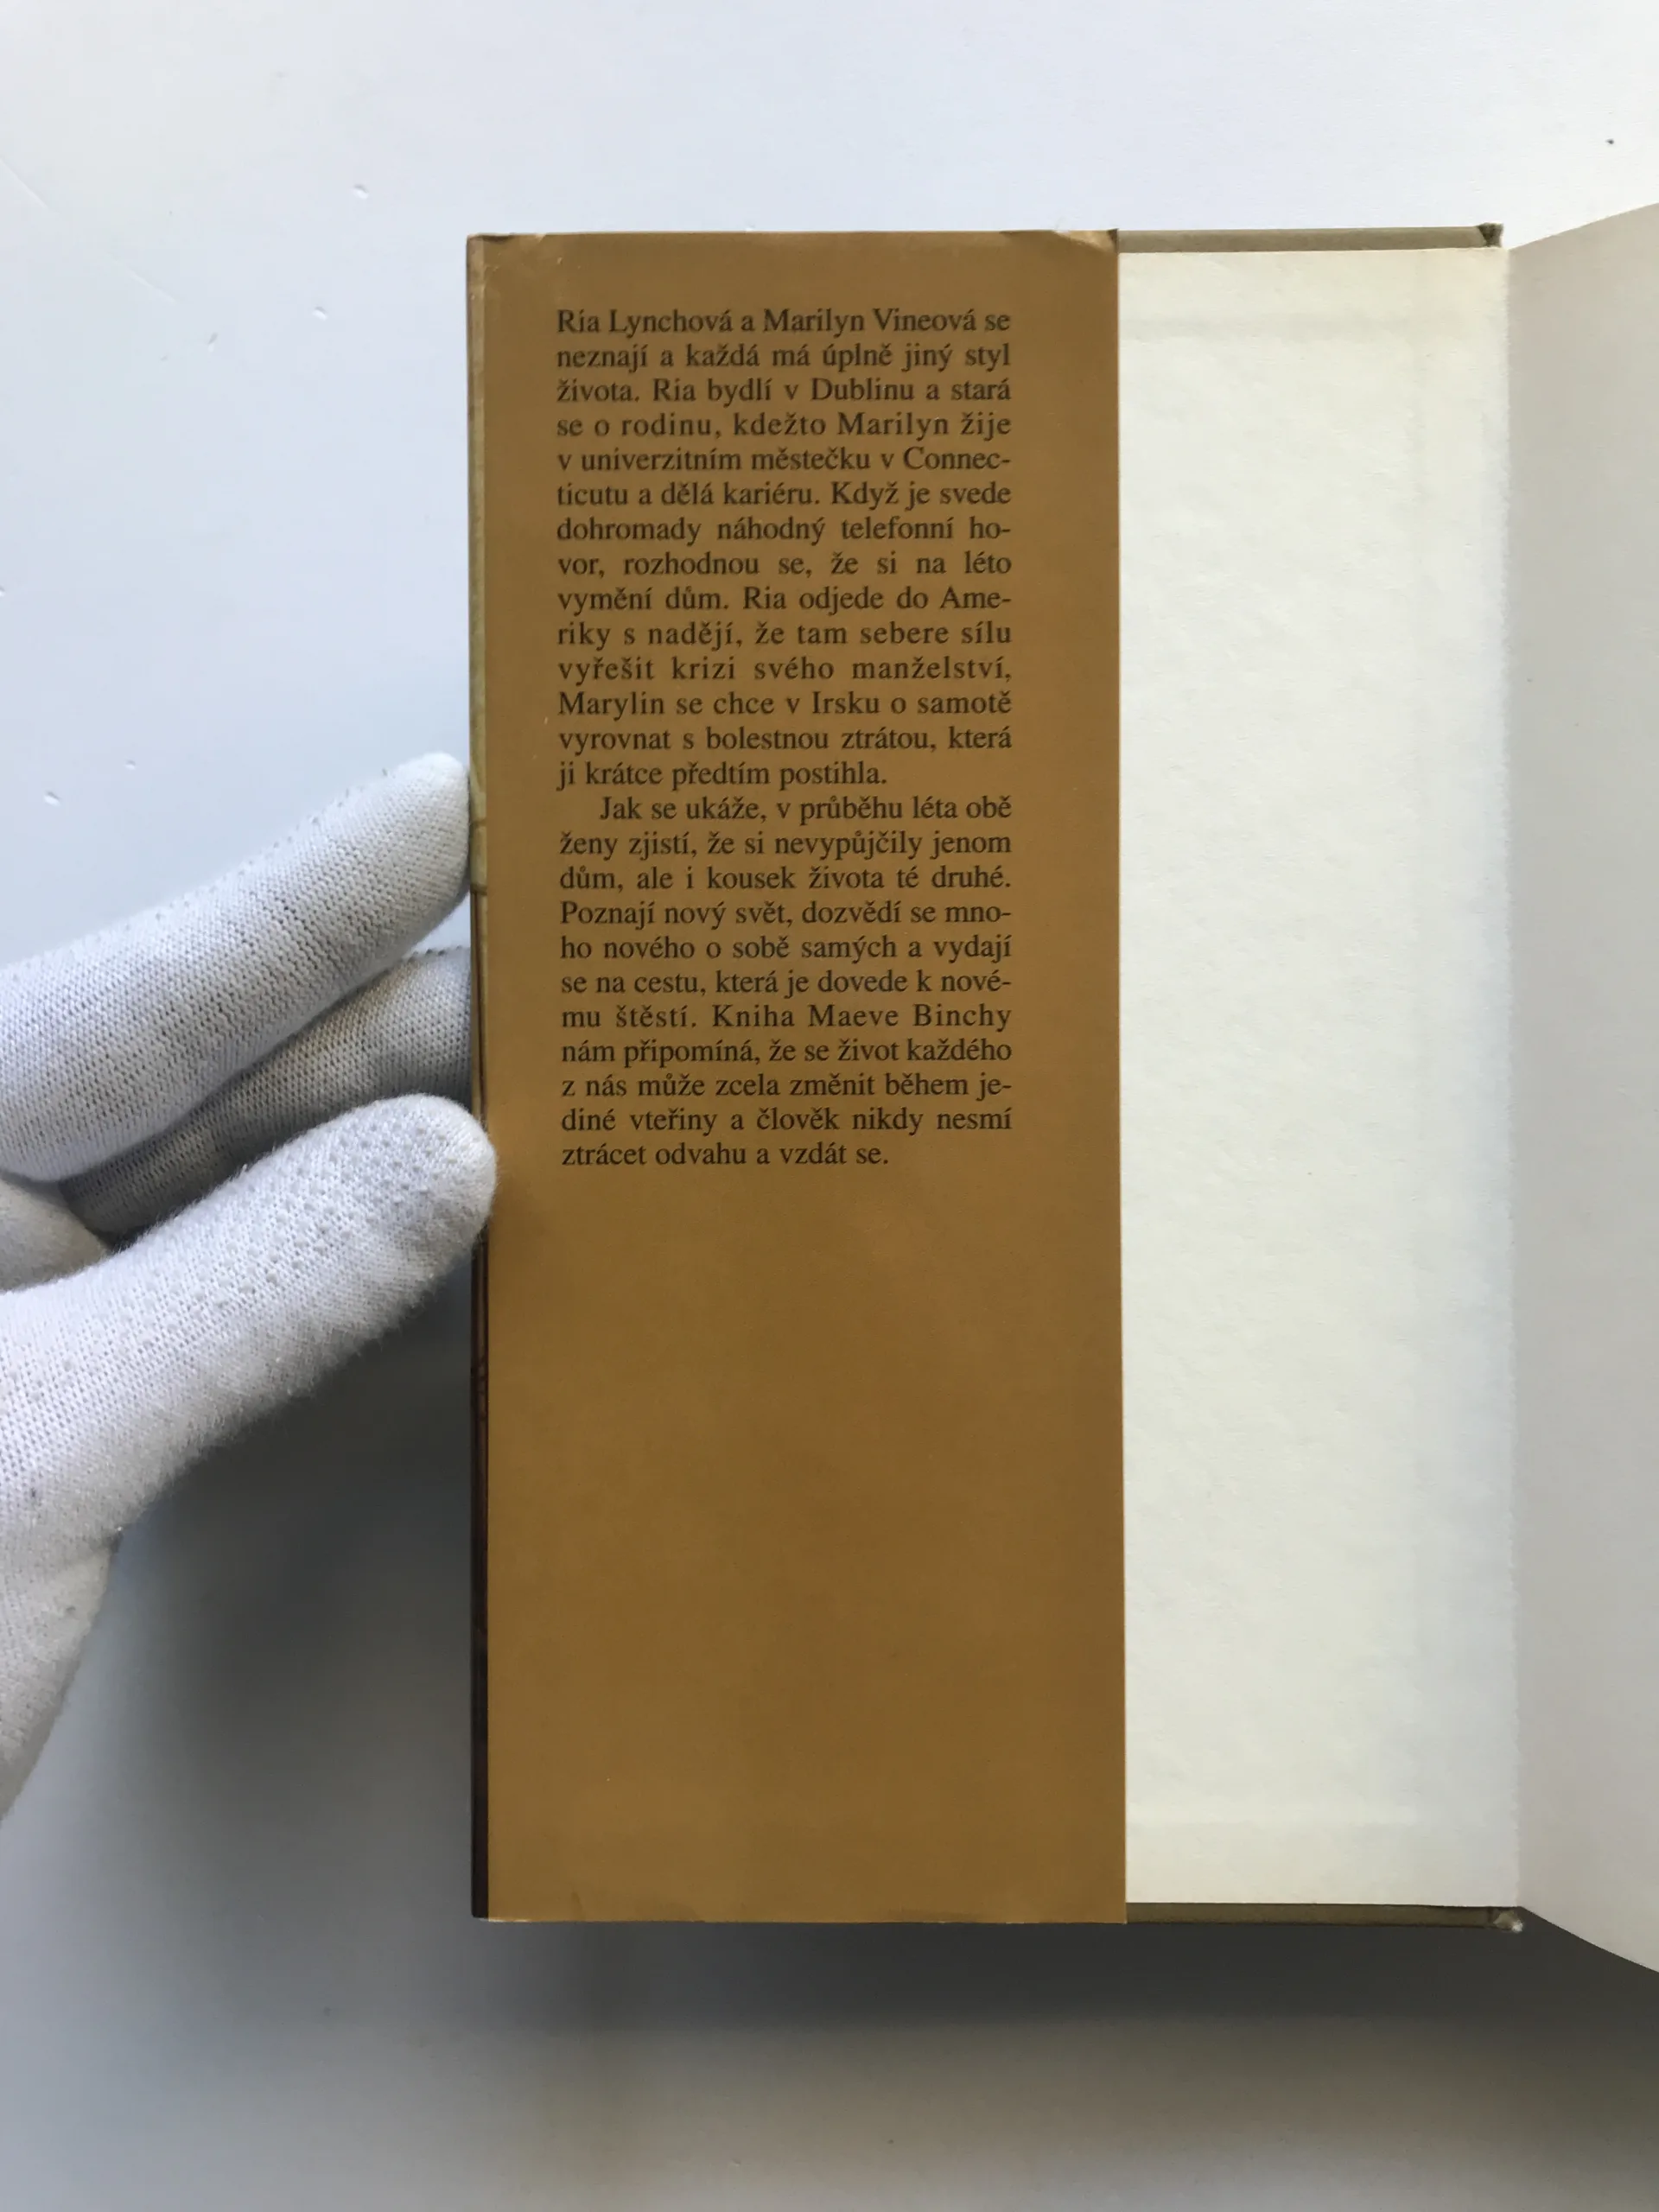 Ria Lynchová a Marilyn Vineová se
neznají a každá má úplně jiný styl
života. Ria bydlí v Dublinu a stará
se o rodinu, kdežto Marilyn žije
v univerzitním městečku v Connec-
ticutu a dělá kariéru. Když je svede
dohromady náhodný telefonní ho-
vor, rozhodnou se, že si na léto
vymění dům. Ria odjede do Ame-
riky s nadějí, že tam sebere sílu
vyřešit krizi svého manželství,
Marylin se chce v Irsku o samotě
vyrovnat s bolestnou ztrátou, která
ji krátce předtím postihla.
Jak se ukáže, v průběhu léta obě
ženy zjistí, že si nevypůjčily jenom
dům, ale i kousek života té druhé.
Poznají nový svět, dozvědí se mno-
ho nového o sobě samých a vydají
se na cestu, která je dovede k nové-
mu štěstí. Kniha Maeve Binchy
nám připomíná, že se život každého
z nás může zcela změnit během je-
diné vteřiny a člověk nikdy nesmí
ztrácet odvahu a vzdát se.